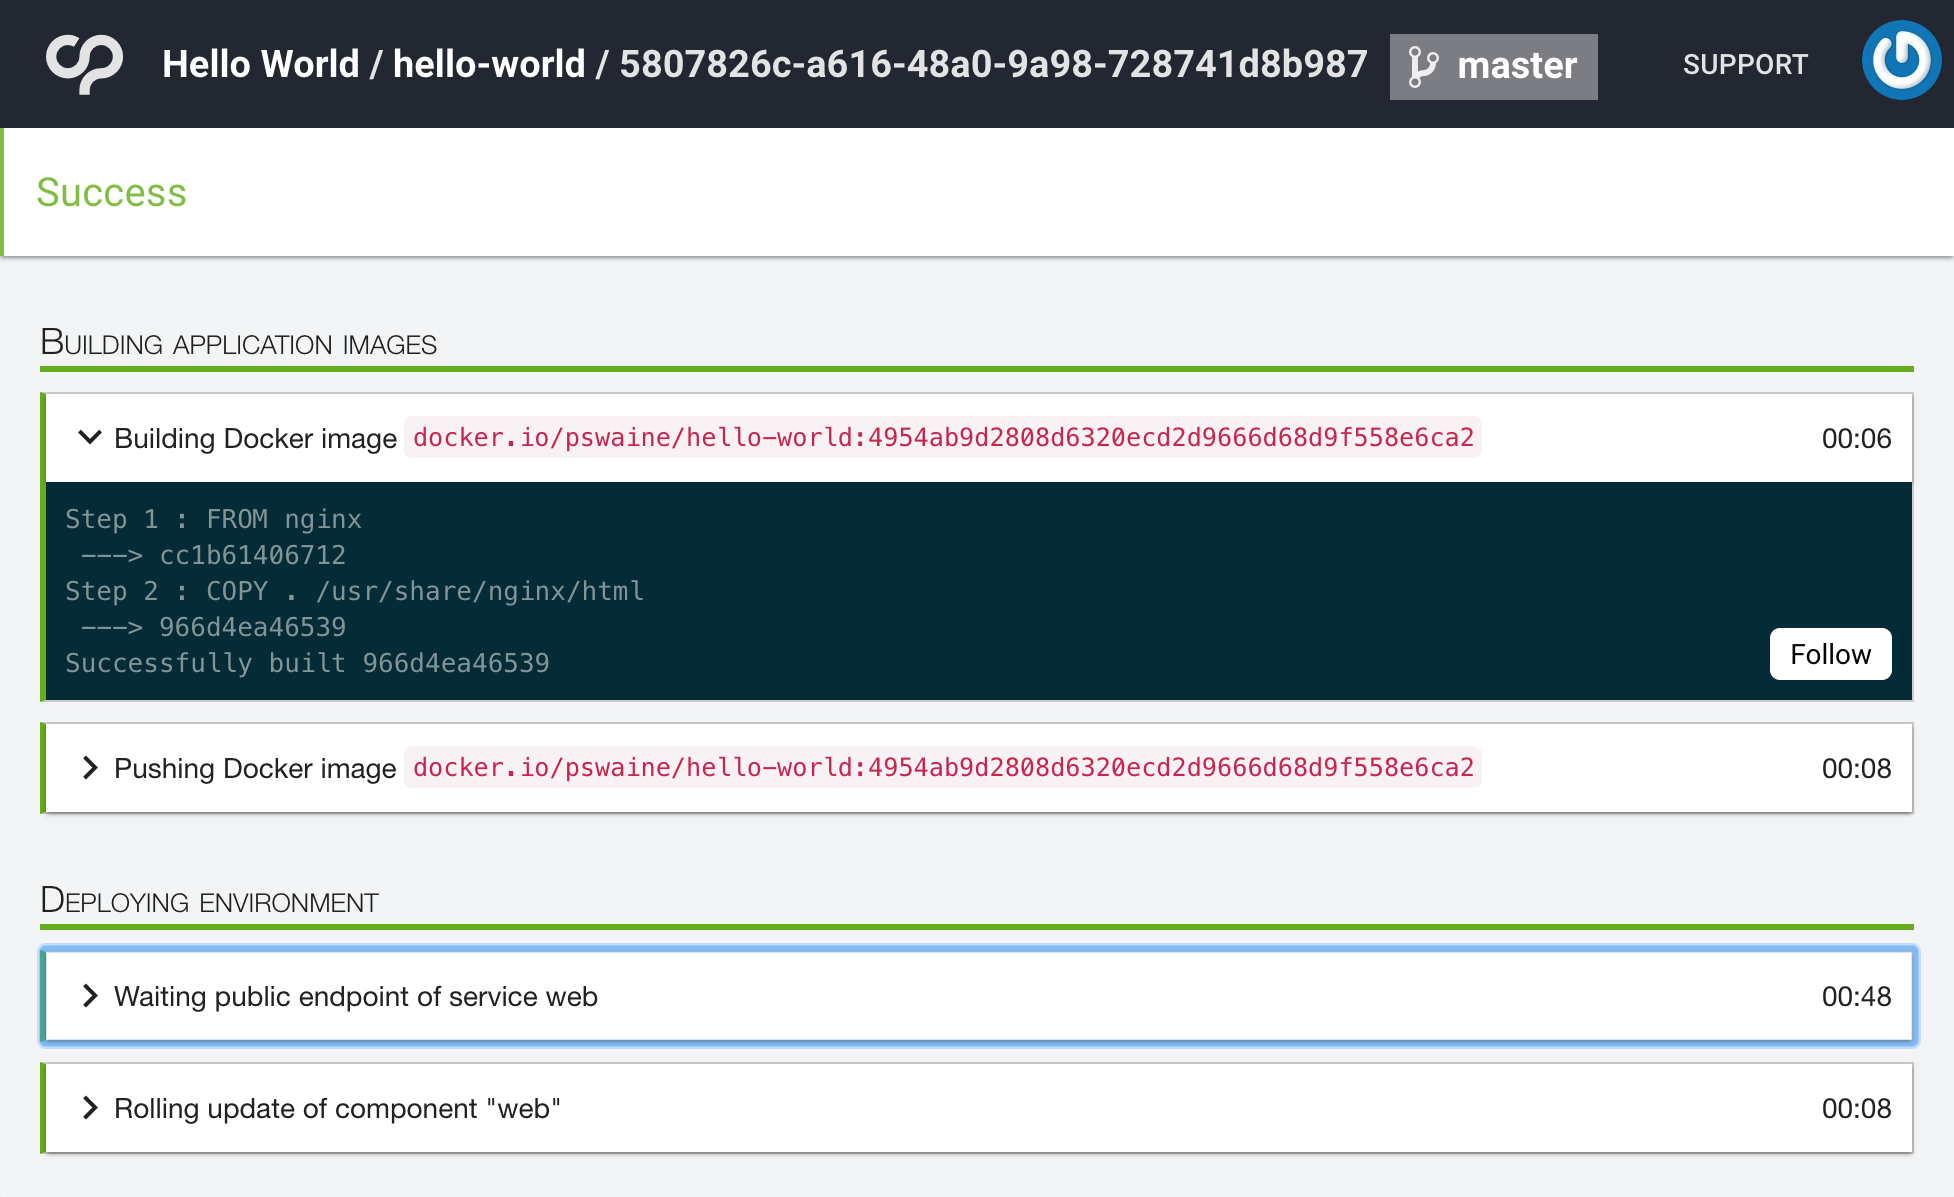 Hello World / hello-world / 5807826c-a616-48a0-9a98-728741d8b987 master SUPPORT
Success
Building application images
Building Docker image docker.io/pswaine/hello-world:4954ab9d2808d6320ecd2d9666d68d9f558e6ca2 00:06
Step 1 : FROM nginx
---> cc1b61406712
Step 2 : COPY . /usr/share/nginx/html
---> 966d4ea46539
Successfully built 966d4ea46539
Follow
Pushing Docker image docker.io/pswaine/hello-world:4954ab9d2808d6320ecd2d9666d68d9f558e6ca2 00:08
Deploying environment
Waiting public endpoint of service web 00:48
Rolling update of component "web" 00:08